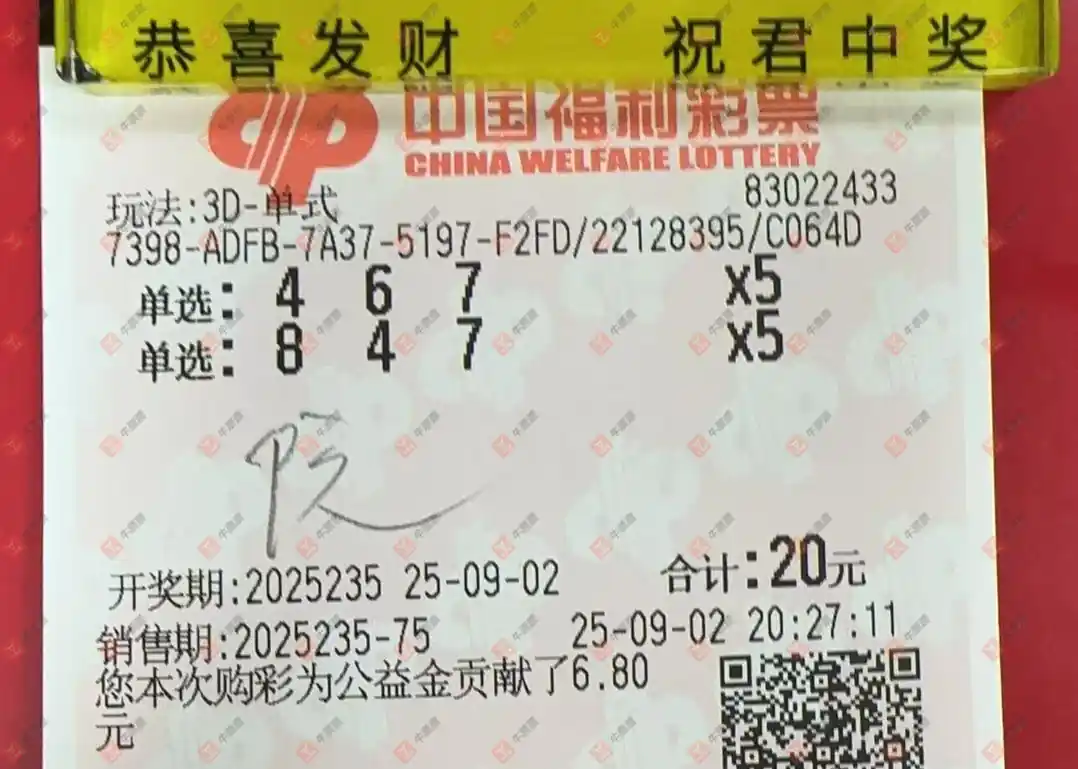 恭喜发财 祝君中奖
中国福利彩票
CHINA WELFARE LOTTERY
玩法:3D-单式 83022433
7398-ADFB-7A37-5197-F2FD/22128395/C064D
单选: 4 6 7 x5
单选: 8 4 7 x5
开奖期:2025235 25-09-02 合计:20元
销售期:2025235-75 25-09-02 20:27:11
您本次购彩为公益金贡献了6.80
元